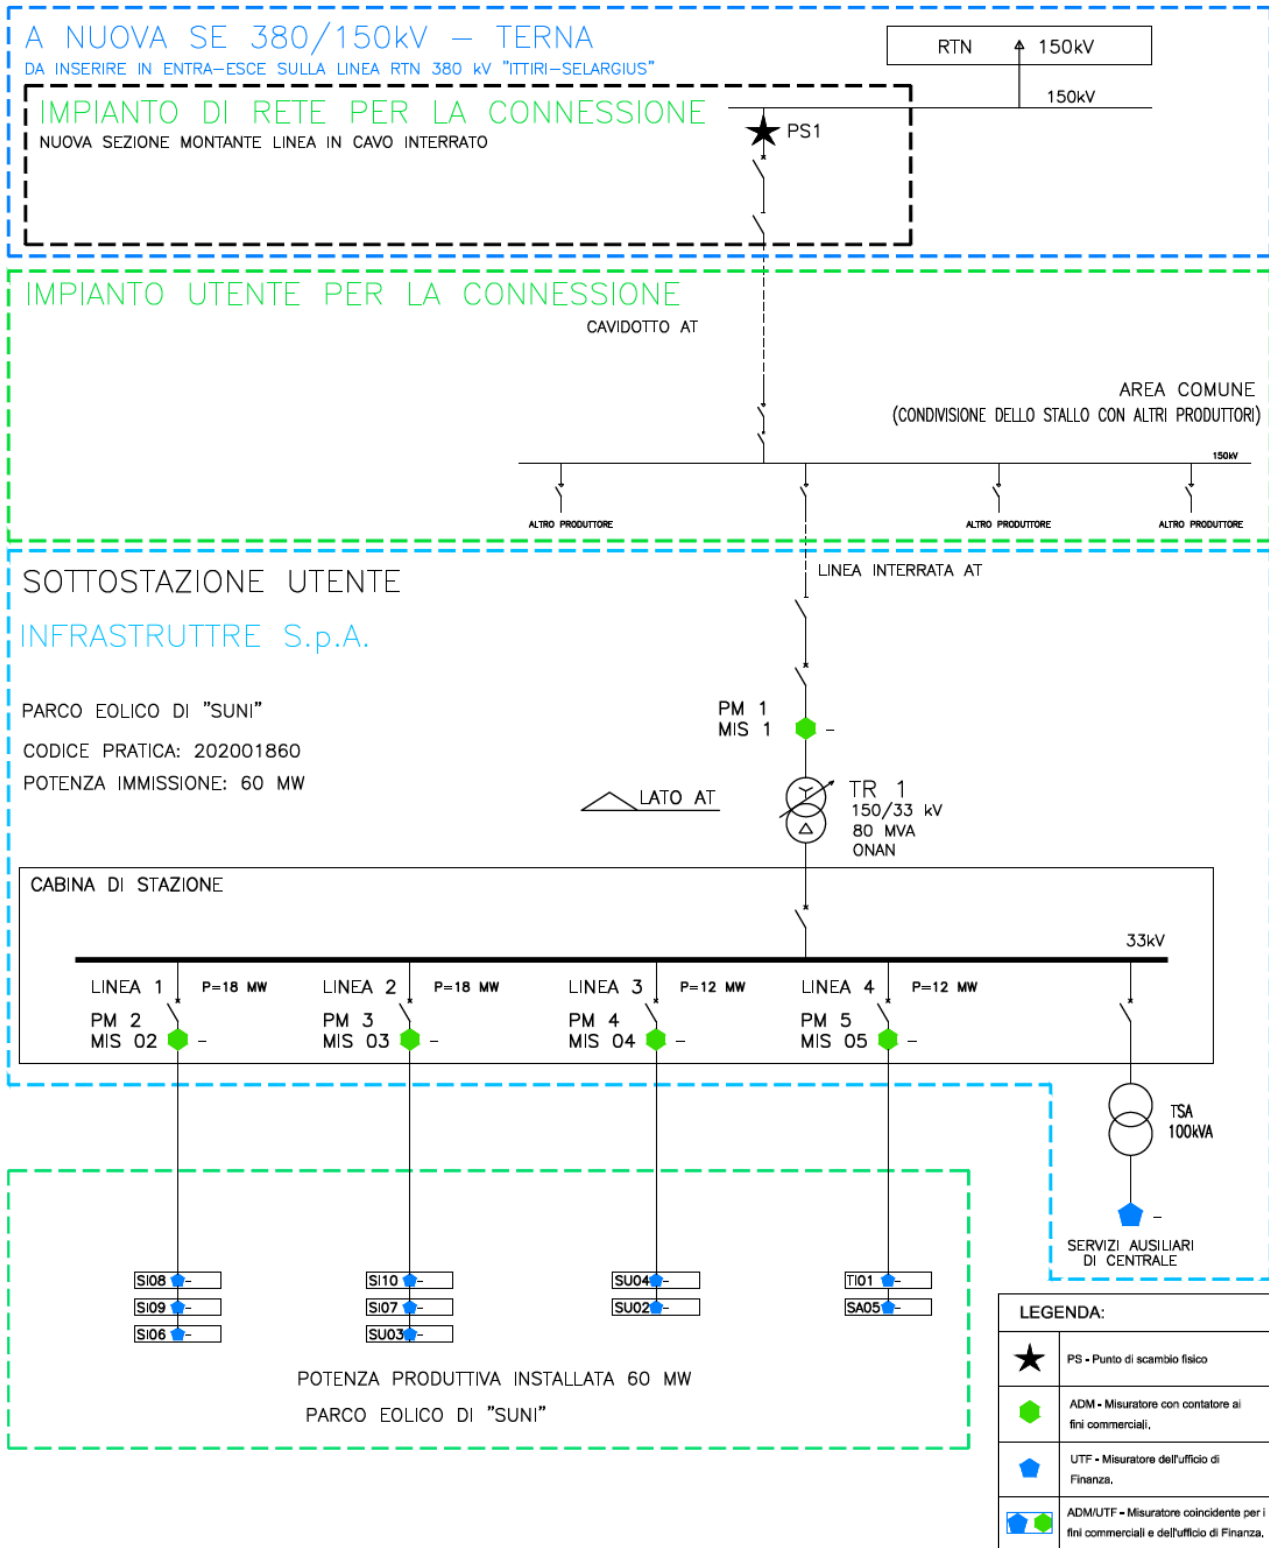 A NUOVA SE 380/150kV – TERNA
DA INSERIRE IN ENTRA-ESCE SULLA LINEA RTN 380 kV "ITTIRI-SELARGIUS"
RTN 150kV
150kV
IMPIANTO DI RETE PER LA CONNESSIONE
NUOVA SEZIONE MONTANTE LINEA IN CAVO INTERRATO
PS1
IMPIANTO UTENTE PER LA CONNESSIONE
CAVIDOTTO AT
AREA COMUNE
(CONDIVISIONE DELLO STALLO CON ALTRI PRODUTTORI)
150kV
ALTRO PRODUTTORE
ALTRO PRODUTTORE
ALTRO PRODUTTORE
LINEA INTERRATA AT
SOTTOSTAZIONE UTENTE
INFRASTRUTTRE S.p.A.
PARCO EOLICO DI "SUNI"
CODICE PRATICA: 202001860
POTENZA IMMISSIONE: 60 MW
PM 1
MIS 1 –
LATO AT
TR 1
150/33 kV
80 MVA
ONAN
CABINA DI STAZIONE
33kV
LINEA 1 P=18 MW
PM 2
MIS 02 –
LINEA 2 P=18 MW
PM 3
MIS 03 –
LINEA 3 P=12 MW
PM 4
MIS 04 –
LINEA 4 P=12 MW
PM 5
MIS 05 –
TSA
100kVA
–
SERVIZI AUSILIARI
DI CENTRALE
SI08 –
SI09 –
SI06 –
SI10 –
SI07 –
SU03 –
SU04 –
SU02 –
TI01 –
SA05 –
POTENZA PRODUTTIVA INSTALLATA 60 MW
PARCO EOLICO DI "SUNI"
LEGENDA:
PS - Punto di scambio fisico
ADM - Misuratore con contatore ai
fini commerciali.
UTF - Misuratore dell'ufficio di
Finanza.
ADM/UTF - Misuratore coincidente per i
fini commerciali e dell'ufficio di Finanza.